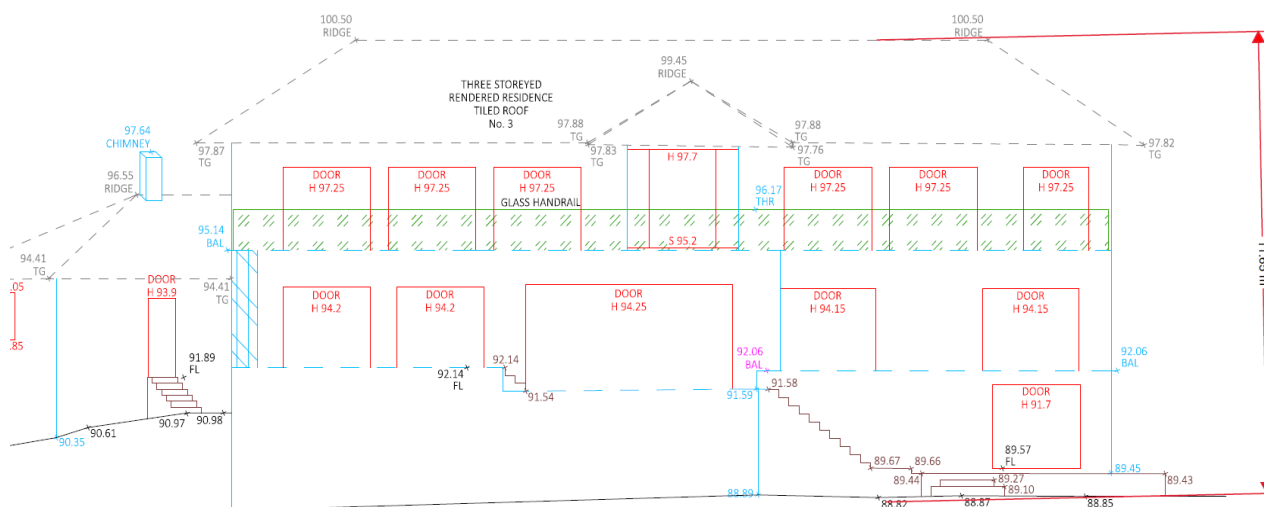 100.50
RIDGE
100.50
RIDGE
99.45
RIDGE
THREE STOREYED
RENDERED RESIDENCE
TILED ROOF
No. 3
97.64
CHIMNEY
97.87
TG
97.88
TG
97.83
TG
97.88
TG
97.76
TG
97.82
TG
96.55
RIDGE
DOOR
H 97.25
DOOR
H 97.25
DOOR
H 97.25
H 97.7
DOOR
H 97.25
DOOR
H 97.25
DOOR
H 97.25
96.17
THR
GLASS HANDRAIL
95.14
BAL
S 95.2
94.41
TG
94.41
TG
.05
.85
DOOR
H 93.9
DOOR
H 94.2
DOOR
H 94.2
DOOR
H 94.25
DOOR
H 94.15
DOOR
H 94.15
91.89
FL
92.14
FL
92.14
91.54
92.06
BAL
92.06
BAL
91.59
91.58
DOOR
H 91.7
90.35
90.61
90.97
90.98
89.67
89.66
89.57
FL
89.45
89.44
89.27
89.10
89.43
88.89
88.82
88.87
88.85